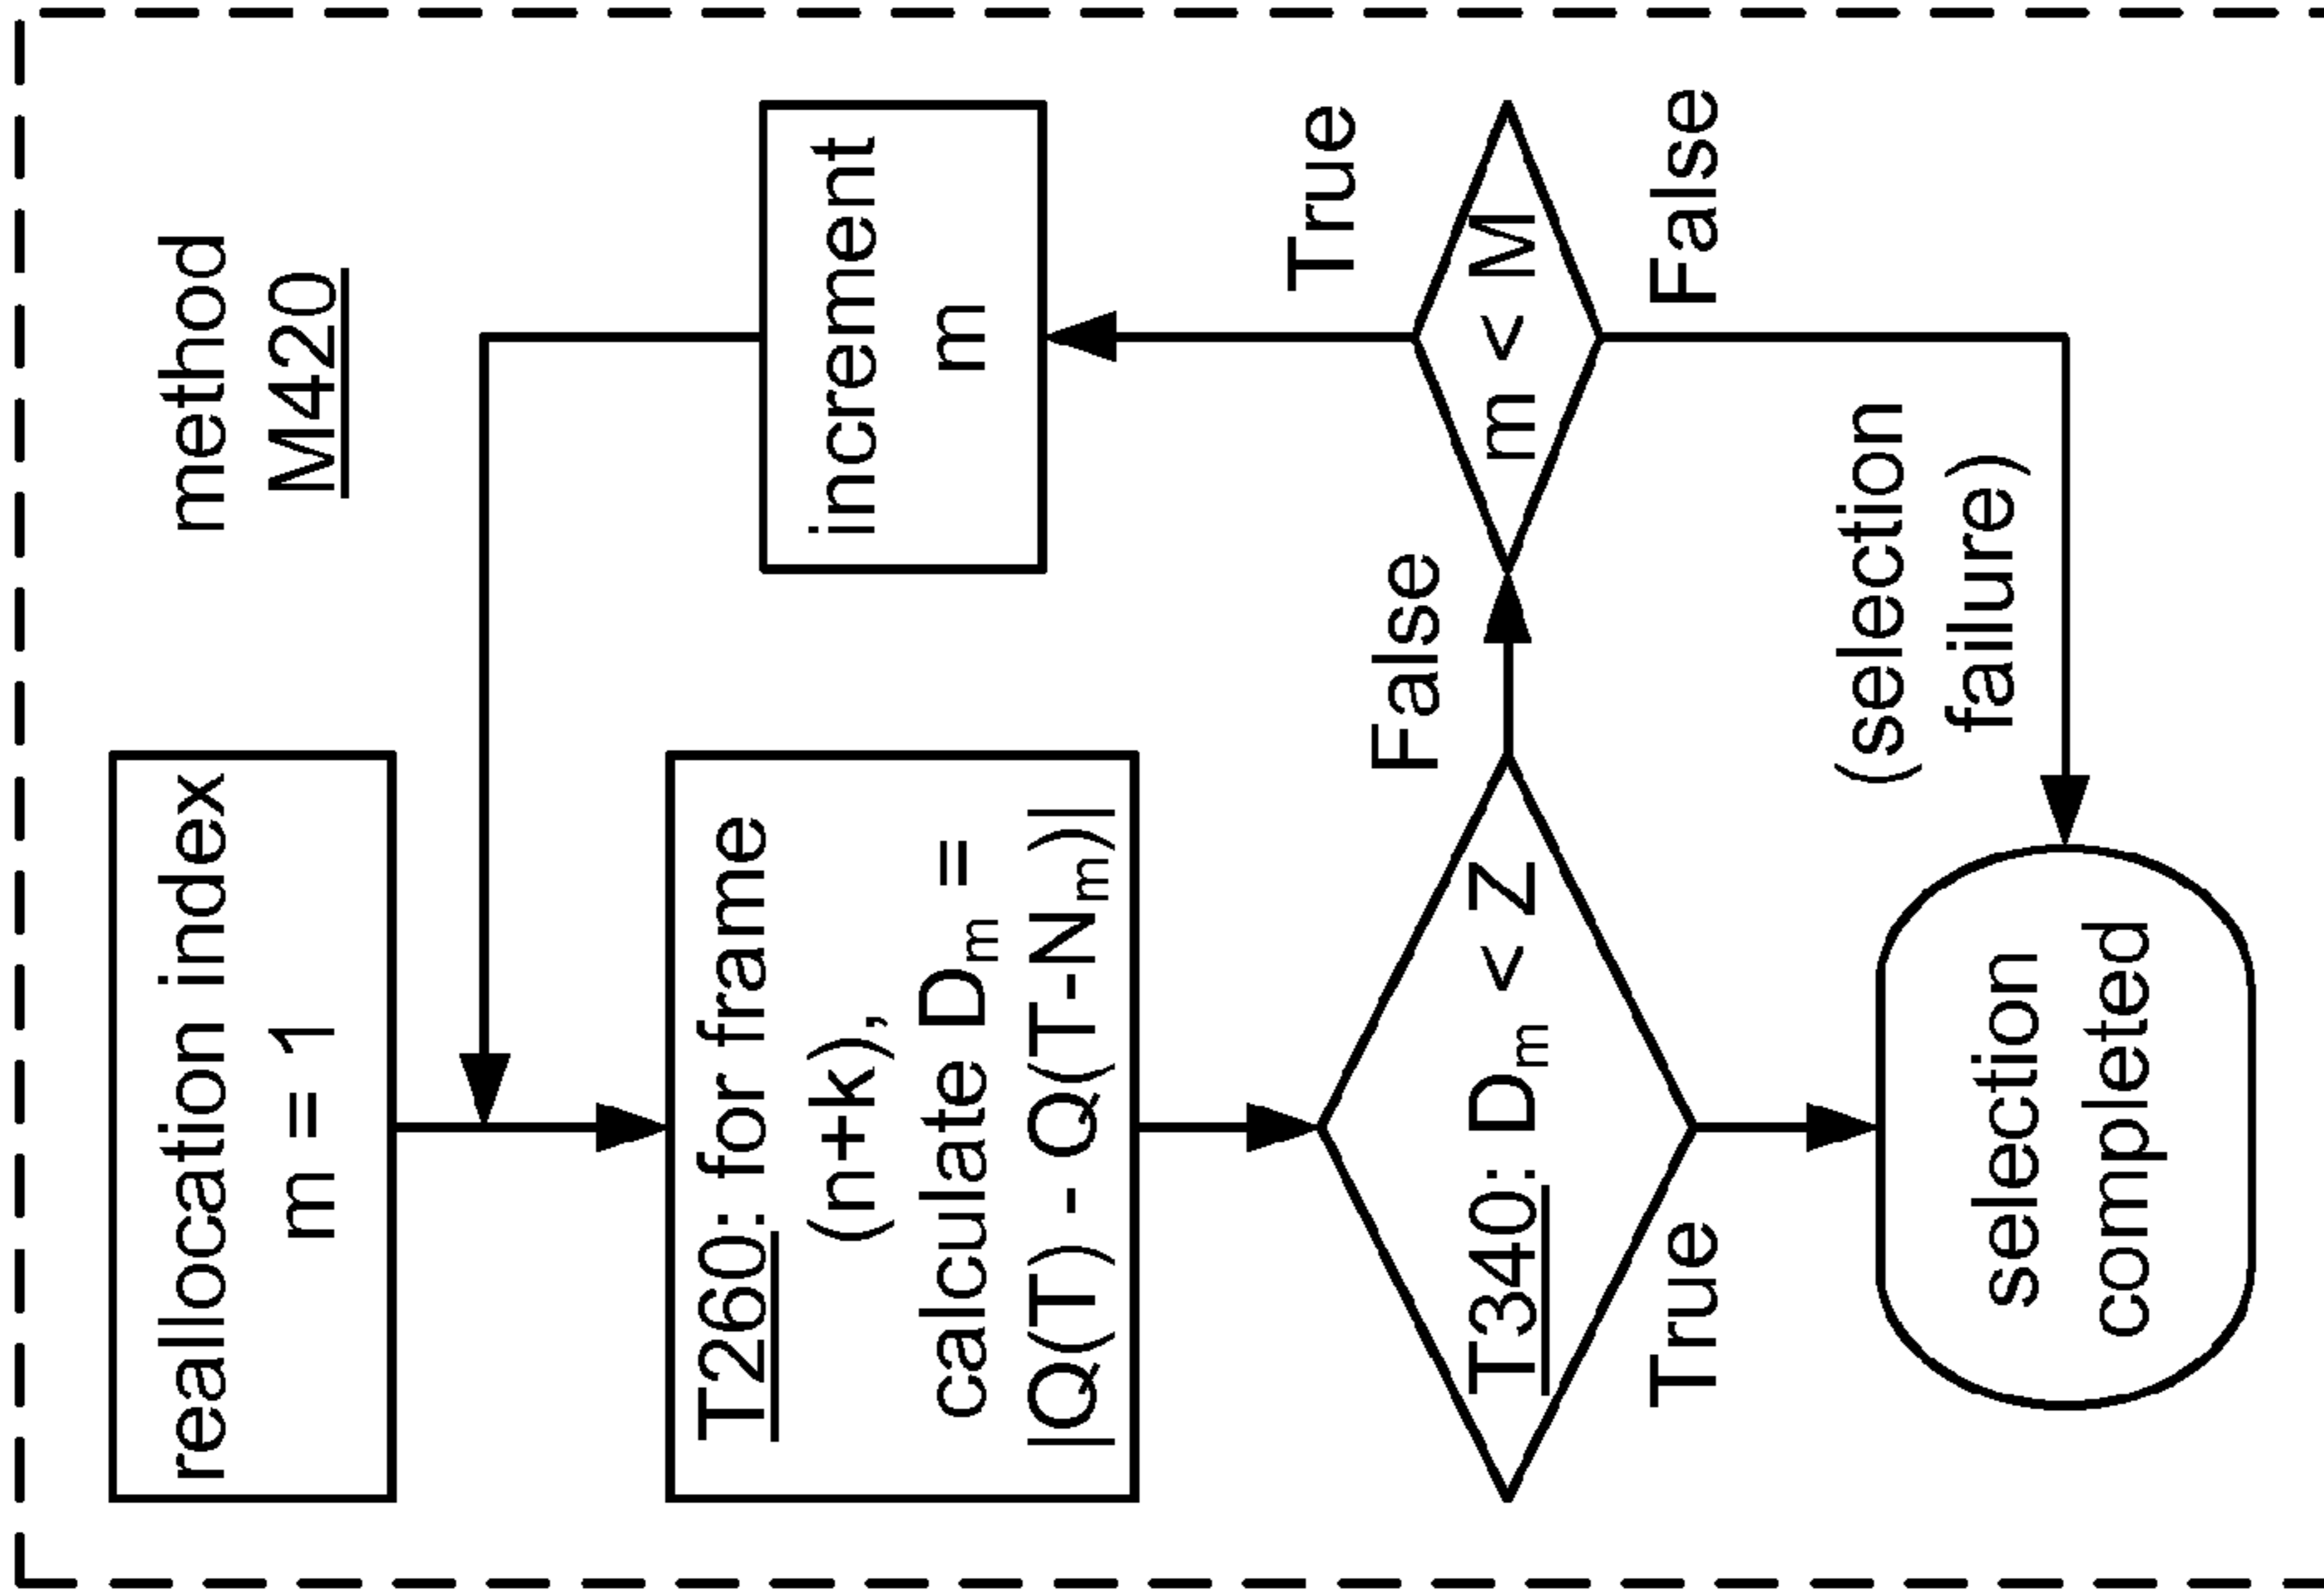 method
M420
reallocation index
m = 1
T260: for frame
(n+k),
calculate Dm =
|Q(T) - Q(T-Nm)|
increment
m
True
False
T340: Dm < Z
m < M
True
False
(selection
failure)
selection
completed